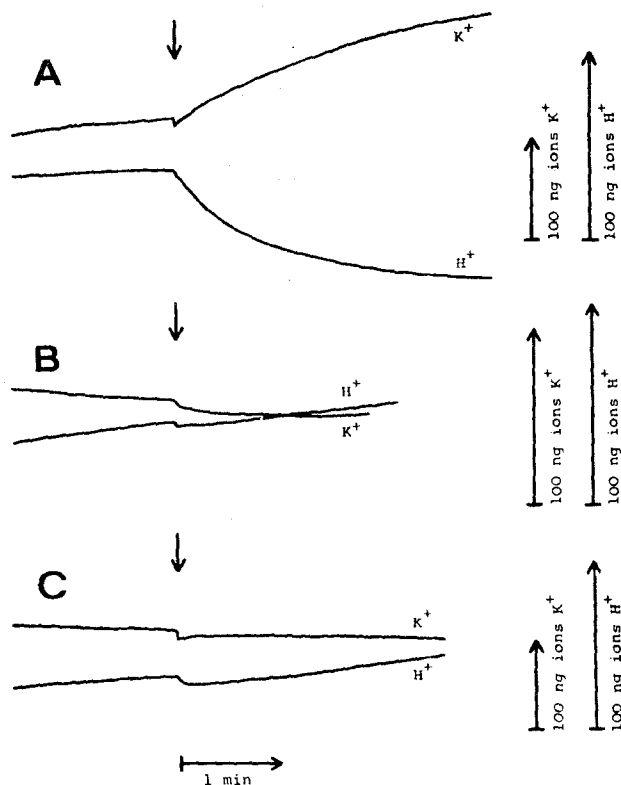 A
K+
H+
100 ng ions K+
100 ng ions H+
B
H+
K+
100 ng ions K+
100 ng ions H+
C
K+
H+
100 ng ions K+
100 ng ions H+
1 min